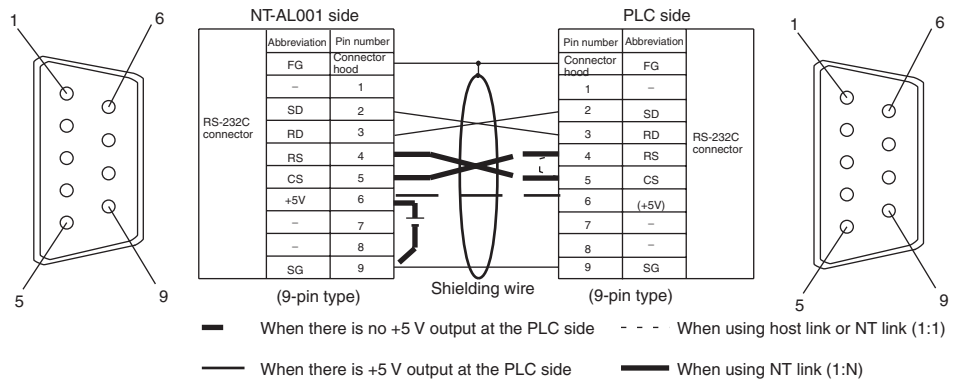 NT-AL001 side
PLC side
1
6
5
9
Abbreviation Pin number
FG Connector hood
– 1
SD 2
RD 3
RS 4
CS 5
+5V 6
– 7
– 8
SG 9
RS-232C
connector
(9-pin type)
Shielding wire
Pin number Abbreviation
Connector hood FG
1 –
2 SD
3 RD
4 RS
5 CS
6 (+5V)
7 –
8 –
9 SG
RS-232C
connector
(9-pin type)
1
6
5
9
When there is no +5 V output at the PLC side
When using host link or NT link (1:1)
When there is +5 V output at the PLC side
When using NT link (1:N)